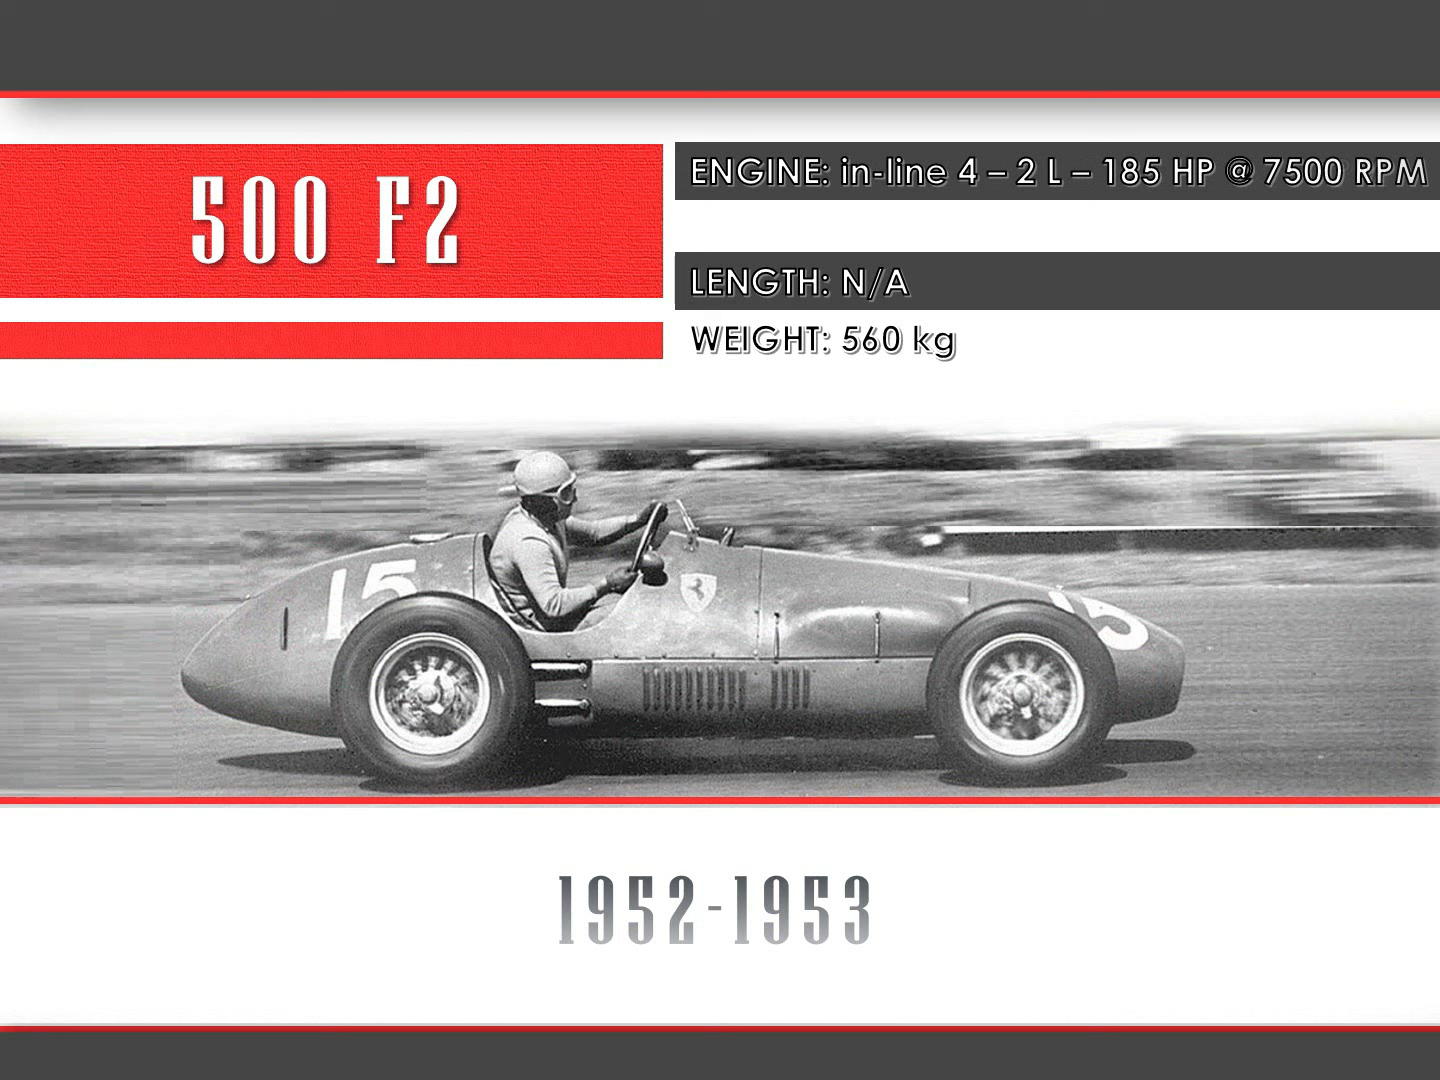 500 F2
ENGINE: in-line 4 – 2 L – 185 HP @ 7500 RPM
LENGTH: N/A
WEIGHT: 560 kg
15
15
1952-1953